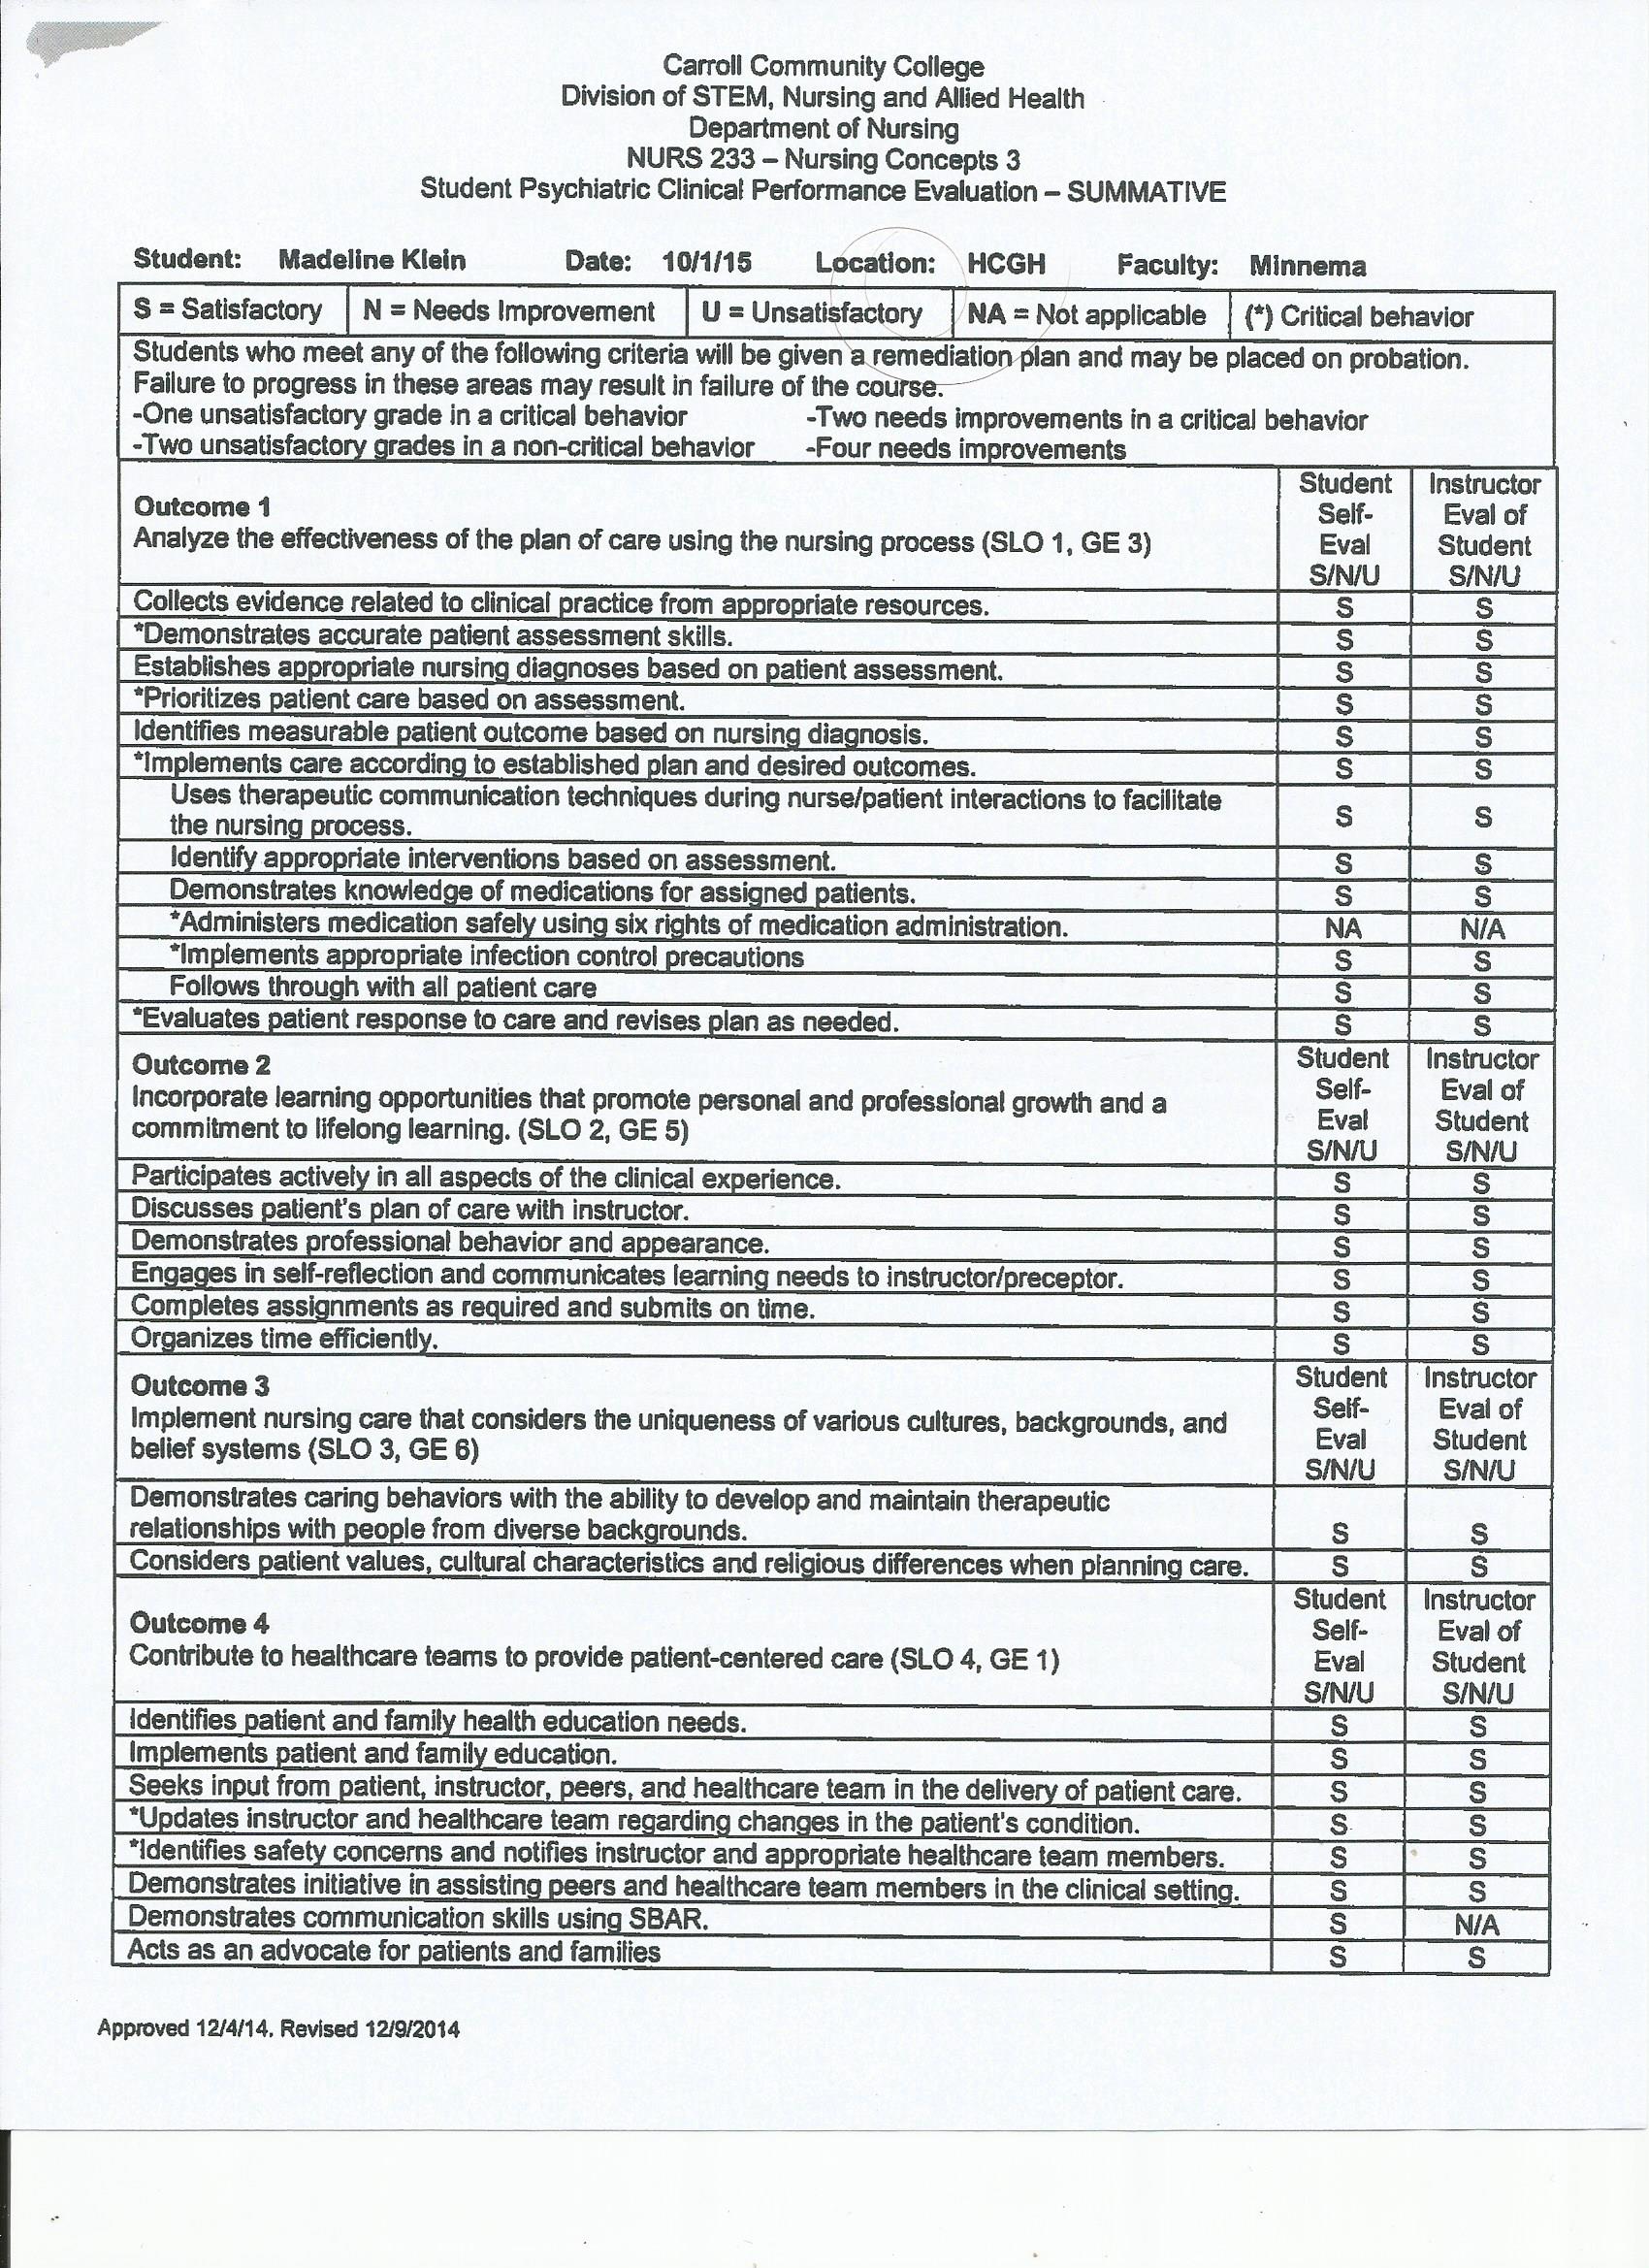 Carroll Community College
Division of STEM, Nursing and Allied Health
Department of Nursing
NURS 233 – Nursing Concepts 3
Student Psychiatric Clinical Performance Evaluation – SUMMATIVE
Student: Madeline Klein Date: 10/1/15 Location: HCGH Faculty: Minnema
S = Satisfactory N = Needs Improvement U = Unsatisfactory NA = Not applicable (*) Critical behavior
Students who meet any of the following criteria will be given a remediation plan and may be placed on probation.
Failure to progress in these areas may result in failure of the course.
-One unsatisfactory grade in a critical behavior -Two needs improvements in a critical behavior
-Two unsatisfactory grades in a non-critical behavior -Four needs improvements
Outcome 1
Analyze the effectiveness of the plan of care using the nursing process (SLO 1, GE 3)
Student
Self-
Eval
S/N/U
Instructor
Eval of
Student
S/N/U
Collects evidence related to clinical practice from appropriate resources. S S
*Demonstrates accurate patient assessment skills. S S
Establishes appropriate nursing diagnoses based on patient assessment. S S
*Prioritizes patient care based on assessment. S S
Identifies measurable patient outcome based on nursing diagnosis. S S
*Implements care according to established plan and desired outcomes. S S
Uses therapeutic communication techniques during nurse/patient interactions to facilitate
the nursing process. S S
Identify appropriate interventions based on assessment. S S
Demonstrates knowledge of medications for assigned patients. S S
*Administers medication safely using six rights of medication administration. NA N/A
*Implements appropriate infection control precautions S S
Follows through with all patient care S S
*Evaluates patient response to care and revises plan as needed. S S
Outcome 2
Incorporate learning opportunities that promote personal and professional growth and a
commitment to lifelong learning. (SLO 2, GE 5)
Student
Self-
Eval
S/N/U
Instructor
Eval of
Student
S/N/U
Participates actively in all aspects of the clinical experience. S S
Discusses patient's plan of care with instructor. S S
Demonstrates professional behavior and appearance. S S
Engages in self-reflection and communicates learning needs to instructor/preceptor. S S
Completes assignments as required and submits on time. S S
Organizes time efficiently. S S
Outcome 3
Implement nursing care that considers the uniqueness of various cultures, backgrounds, and
belief systems (SLO 3, GE 6)
Student
Self-
Eval
S/N/U
Instructor
Eval of
Student
S/N/U
Demonstrates caring behaviors with the ability to develop and maintain therapeutic
relationships with people from diverse backgrounds. S S
Considers patient values, cultural characteristics and religious differences when planning care. S S
Outcome 4
Contribute to healthcare teams to provide patient-centered care (SLO 4, GE 1)
Student
Self-
Eval
S/N/U
Instructor
Eval of
Student
S/N/U
Identifies patient and family health education needs. S S
Implements patient and family education. S S
Seeks input from patient, instructor, peers, and healthcare team in the delivery of patient care. S S
*Updates instructor and healthcare team regarding changes in the patient's condition. S S
*Identifies safety concerns and notifies instructor and appropriate healthcare team members. S S
Demonstrates initiative in assisting peers and healthcare team members in the clinical setting. S S
Demonstrates communication skills using SBAR. S N/A
Acts as an advocate for patients and families S S
Approved 12/4/14. Revised 12/9/2014